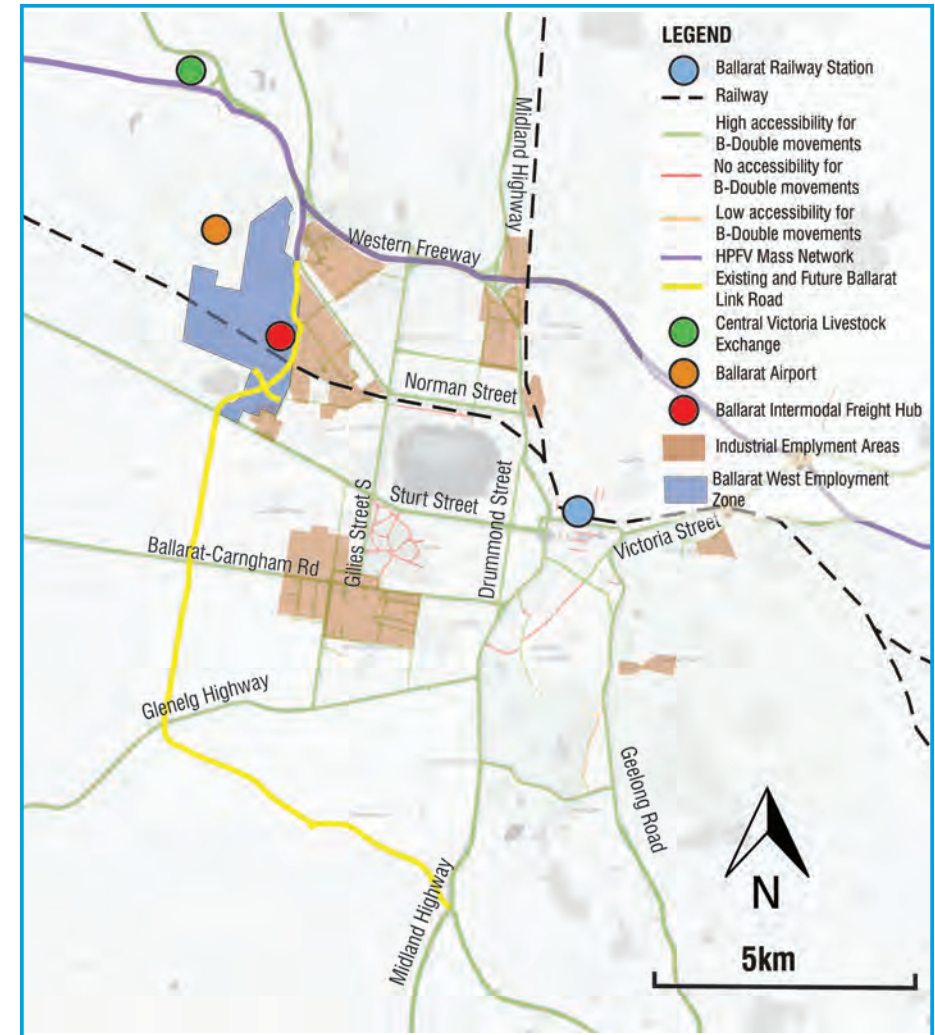 LEGEND
Ballarat Railway Station
Railway
High accessibility for
B-Double movements
No accessibility for
B-Double movements
Low accessibility for
B-Double movements
HPFV Mass Network
Existing and Future Ballarat
Link Road
Central Victoria Livestock
Exchange
Ballarat Airport
Ballarat Intermodal Freight Hub
Industrial Emplyment Areas
Ballarat West Employment
Zone
Midland Highway
Western Freeway
Norman Street
Sturt Street
Gillies Street S
Drummond Street
Victoria Street
Ballarat-Carngham Rd
Glenelg Highway
Geelong Road
Midland Highway
N
5km